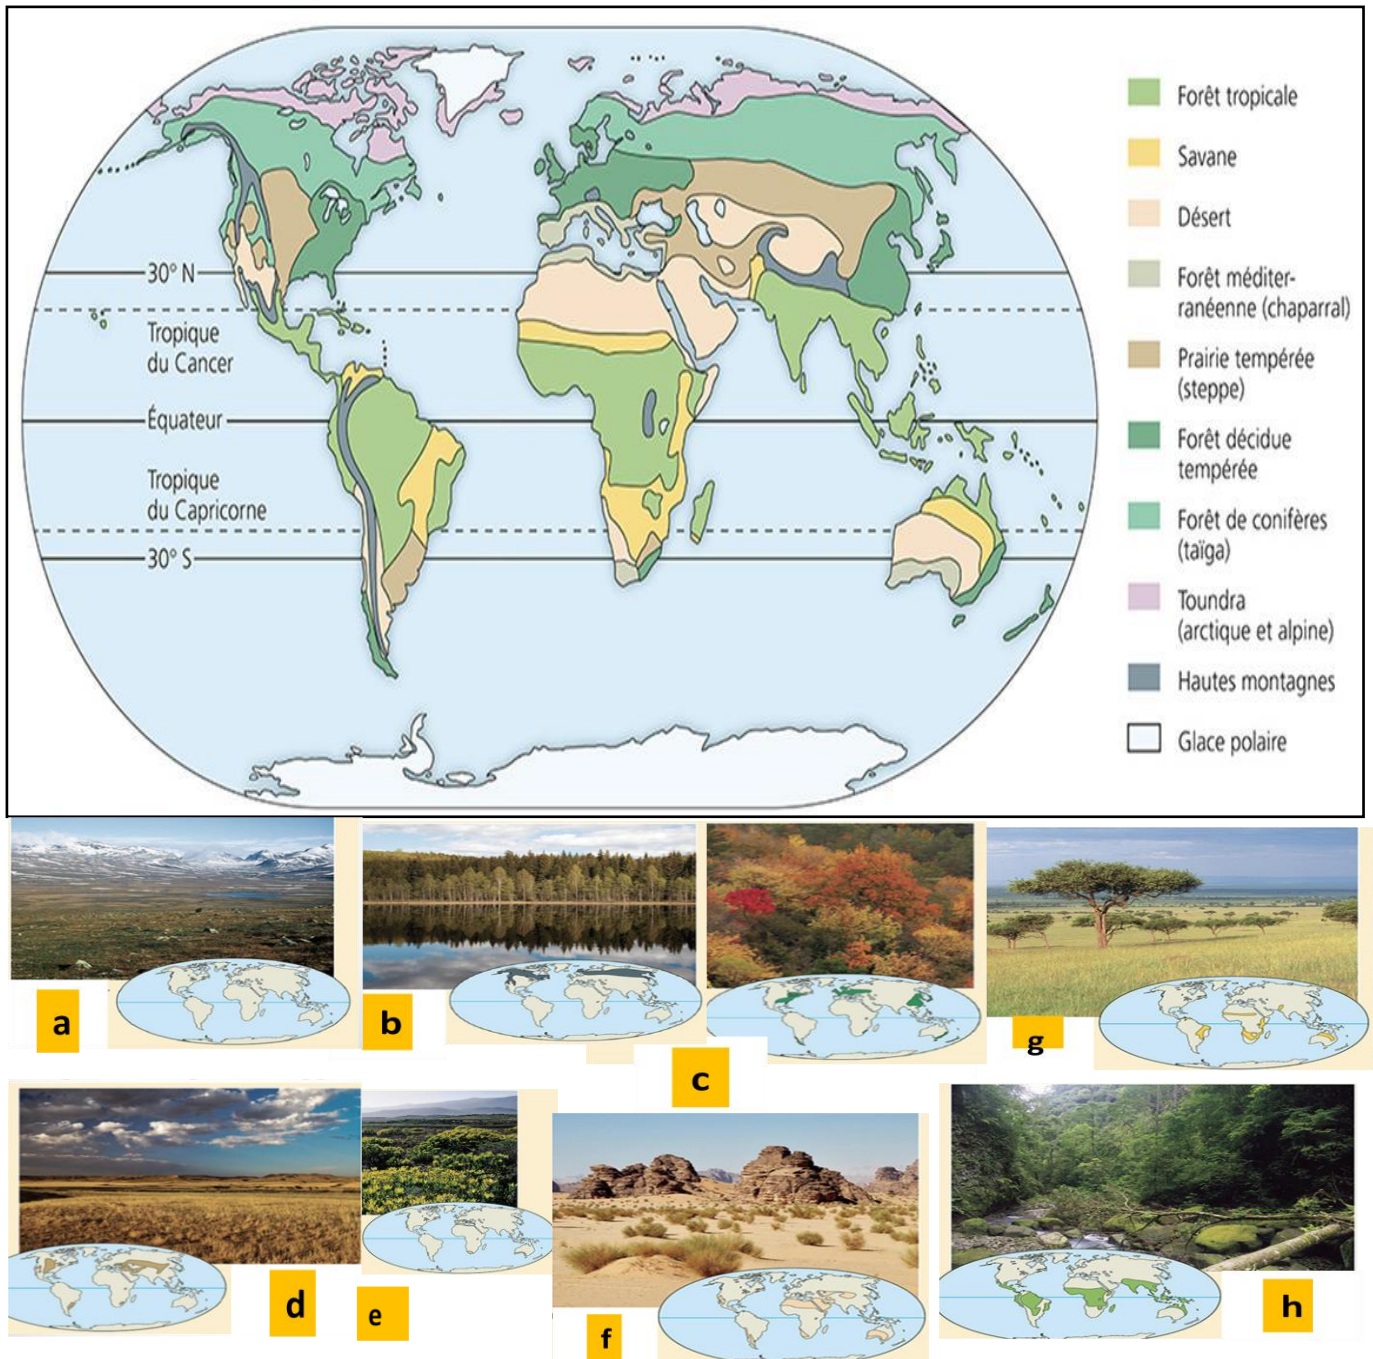 Forêt tropicale
Savane
Désert
Forêt méditer-
ranéenne (chaparral)
Prairie tempérée
(steppe)
Forêt décidue
tempérée
Forêt de conifères
(taïga)
Toundra
(arctique et alpine)
Hautes montagnes
Glace polaire
30° N
Tropique
du Cancer
Équateur
Tropique
du Capricorne
30° S
a
b
c
g
d
e
f
h